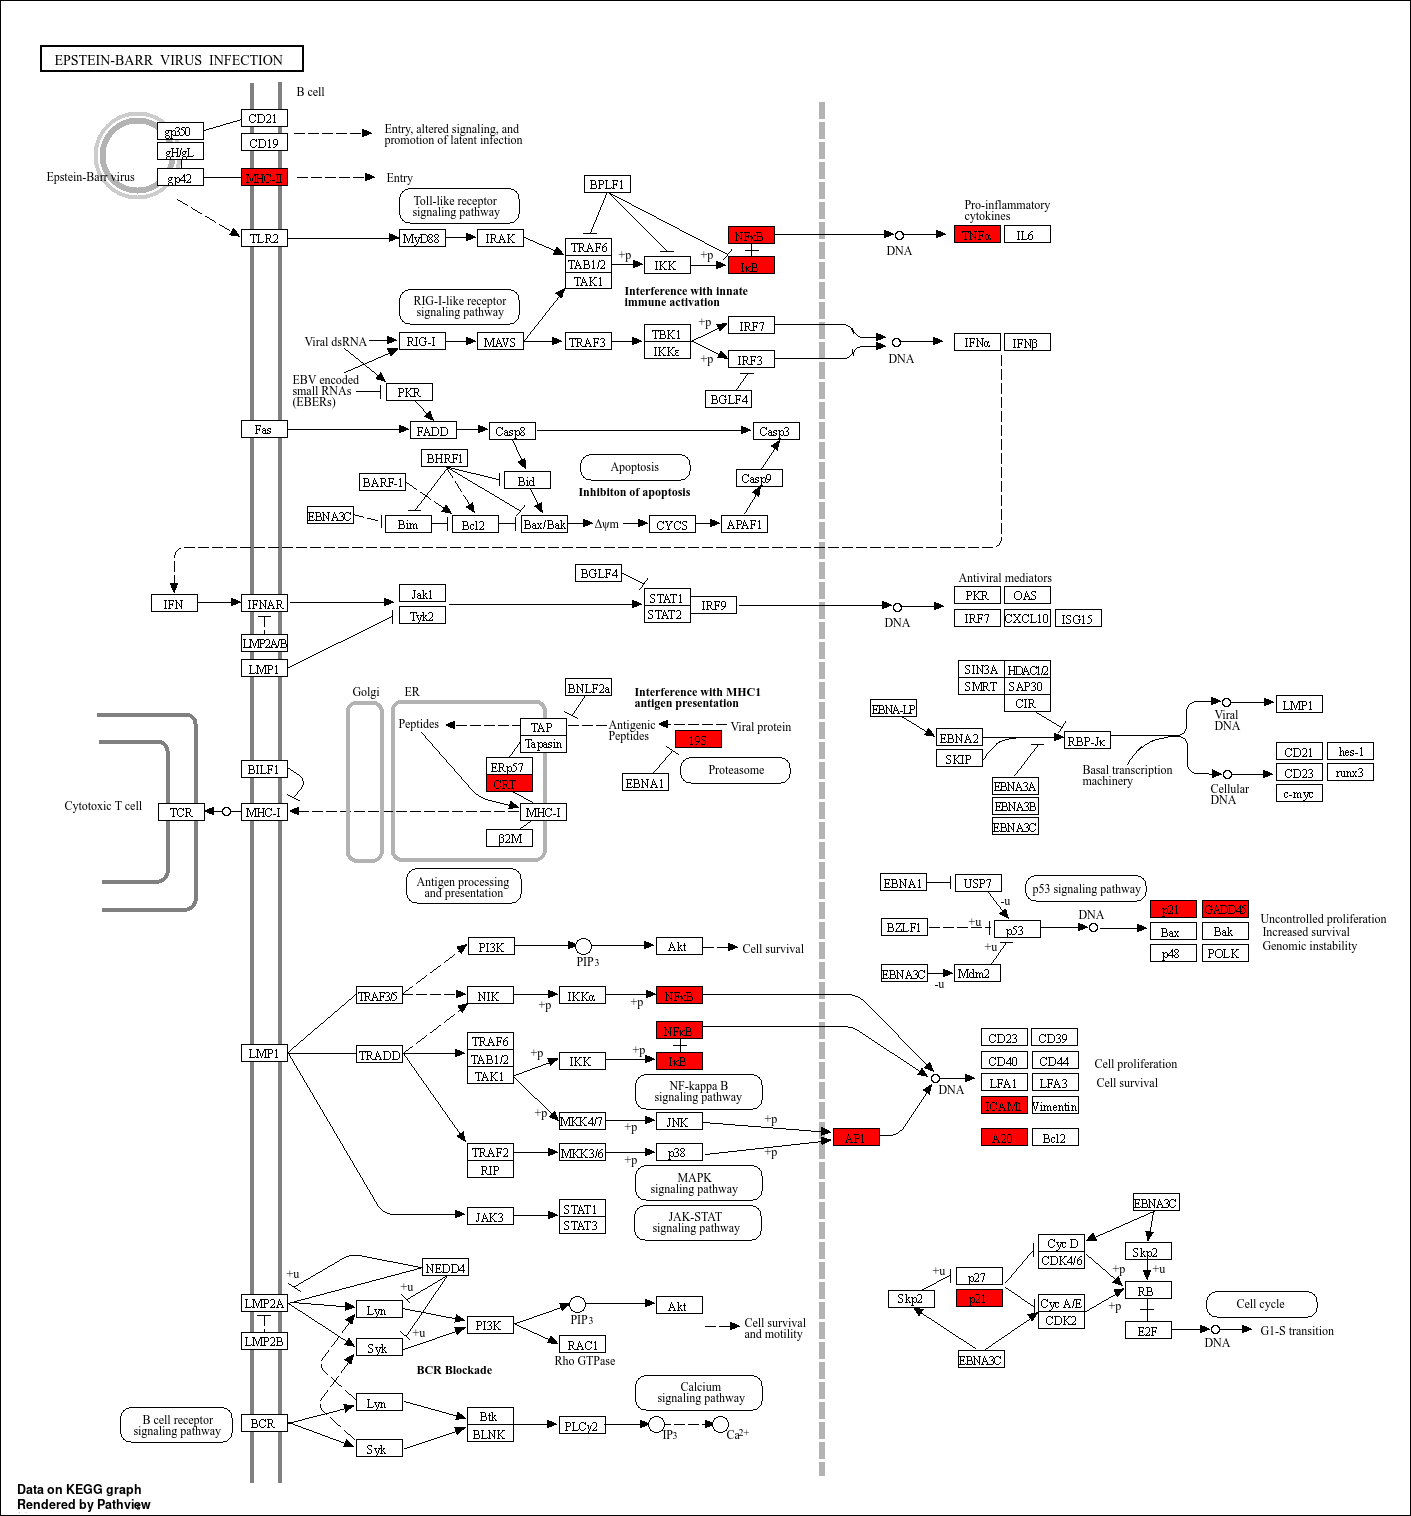 EPSTEIN-BARR VIRUS INFECTION
B cell
gp350
CD21
gH/gL
CD19
Entry, altered signaling, and
promotion of latent infection
Epstein-Barr virus
gp42
MHC-II
Entry
Toll-like receptor
signaling pathway
BPLF1
Pro-inflammatory
cytokines
TLR2
MyD88
IRAK
TRAF6
TAB1/2
TAK1
+p
IKK
+p
NFκB
IκB
DNA
TNFα
IL6
Interference with innate
immune activation
RIG-I-like receptor
signaling pathway
Viral dsRNA
RIG-I
MAVS
TRAF3
TBK1
IKKε
+p
+p
IRF7
IRF3
DNA
IFNα
IFNβ
EBV encoded
small RNAs
(EBERs)
PKR
BGLF4
Fas
FADD
Casp8
Casp3
BHRF1
Apoptosis
BARF-1
Bid
Casp9
Inhibiton of apoptosis
EBNA3C
Bim
Bcl2
Bax/Bak
Δψm
CYCS
APAF1
BGLF4
Antiviral mediators
IFN
IFNAR
Jak1
Tyk2
STAT1
STAT2
IRF9
DNA
PKR
OAS
IRF7
CXCL10
ISG15
LMP2A/B
LMP1
Golgi
ER
BNLF2a
Interference with MHC1
antigen presentation
SIN3A
HDAC1/2
SMRT
SAP30
CIR
Peptides
TAP
Tapasin
Antigenic
Peptides
Viral protein
19S
EBNA-LP
EBNA2
SKIP
RBP-Jκ
Viral
DNA
LMP1
BILF1
ERp57
CRT
EBNA1
Proteasome
Basal transcription
machinery
CD21
hes-1
CD23
runx3
c-myc
Cellular
DNA
EBNA3A
EBNA3B
EBNA3C
Cytotoxic T cell
TCR
MHC-I
MHC-I
β2M
Antigen processing
and presentation
EBNA1
USP7
p53 signaling pathway
-u
BZLF1
+u
p53
DNA
p21
GADD45
Bax
Bak
p48
POLK
Uncontrolled proliferation
Increased survival
Genomic instability
+u
EBNA3C
-u
Mdm2
PI3K
PIP3
Akt
Cell survival
TRAF3/5
NIK
+p
IKKα
+p
NFκB
LMP1
TRADD
TRAF6
TAB1/2
TAK1
+p
IKK
+p
NFκB
IκB
NF-kappa B
signaling pathway
DNA
CD23
CD39
CD40
CD44
LFA1
LFA3
ICAM1
Vimentin
A20
Bcl2
Cell proliferation
Cell survival
+p
MKK4/7
+p
JNK
+p
AP1
TRAF2
RIP
MKK3/6
+p
p38
+p
MAPK
signaling pathway
JAK3
STAT1
STAT3
JAK-STAT
signaling pathway
EBNA3C
Cyc D
CDK4/6
Skp2
+u
+p
NEDD4
+u
+u
LMP2A
Lyn
PI3K
PIP3
Akt
+u
Syk
RAC1
Rho GTPase
Cell survival
and motility
LMP2B
BCR Blockade
+u
p27
p21
Skp2
Cyc A/E
CDK2
+p
RB
E2F
Cell cycle
DNA
G1-S transition
EBNA3C
B cell receptor
signaling pathway
BCR
Lyn
Syk
Btk
BLNK
PLCγ2
IP3
Ca2+
Calcium
signaling pathway
Data on KEGG graph
Rendered by Pathview